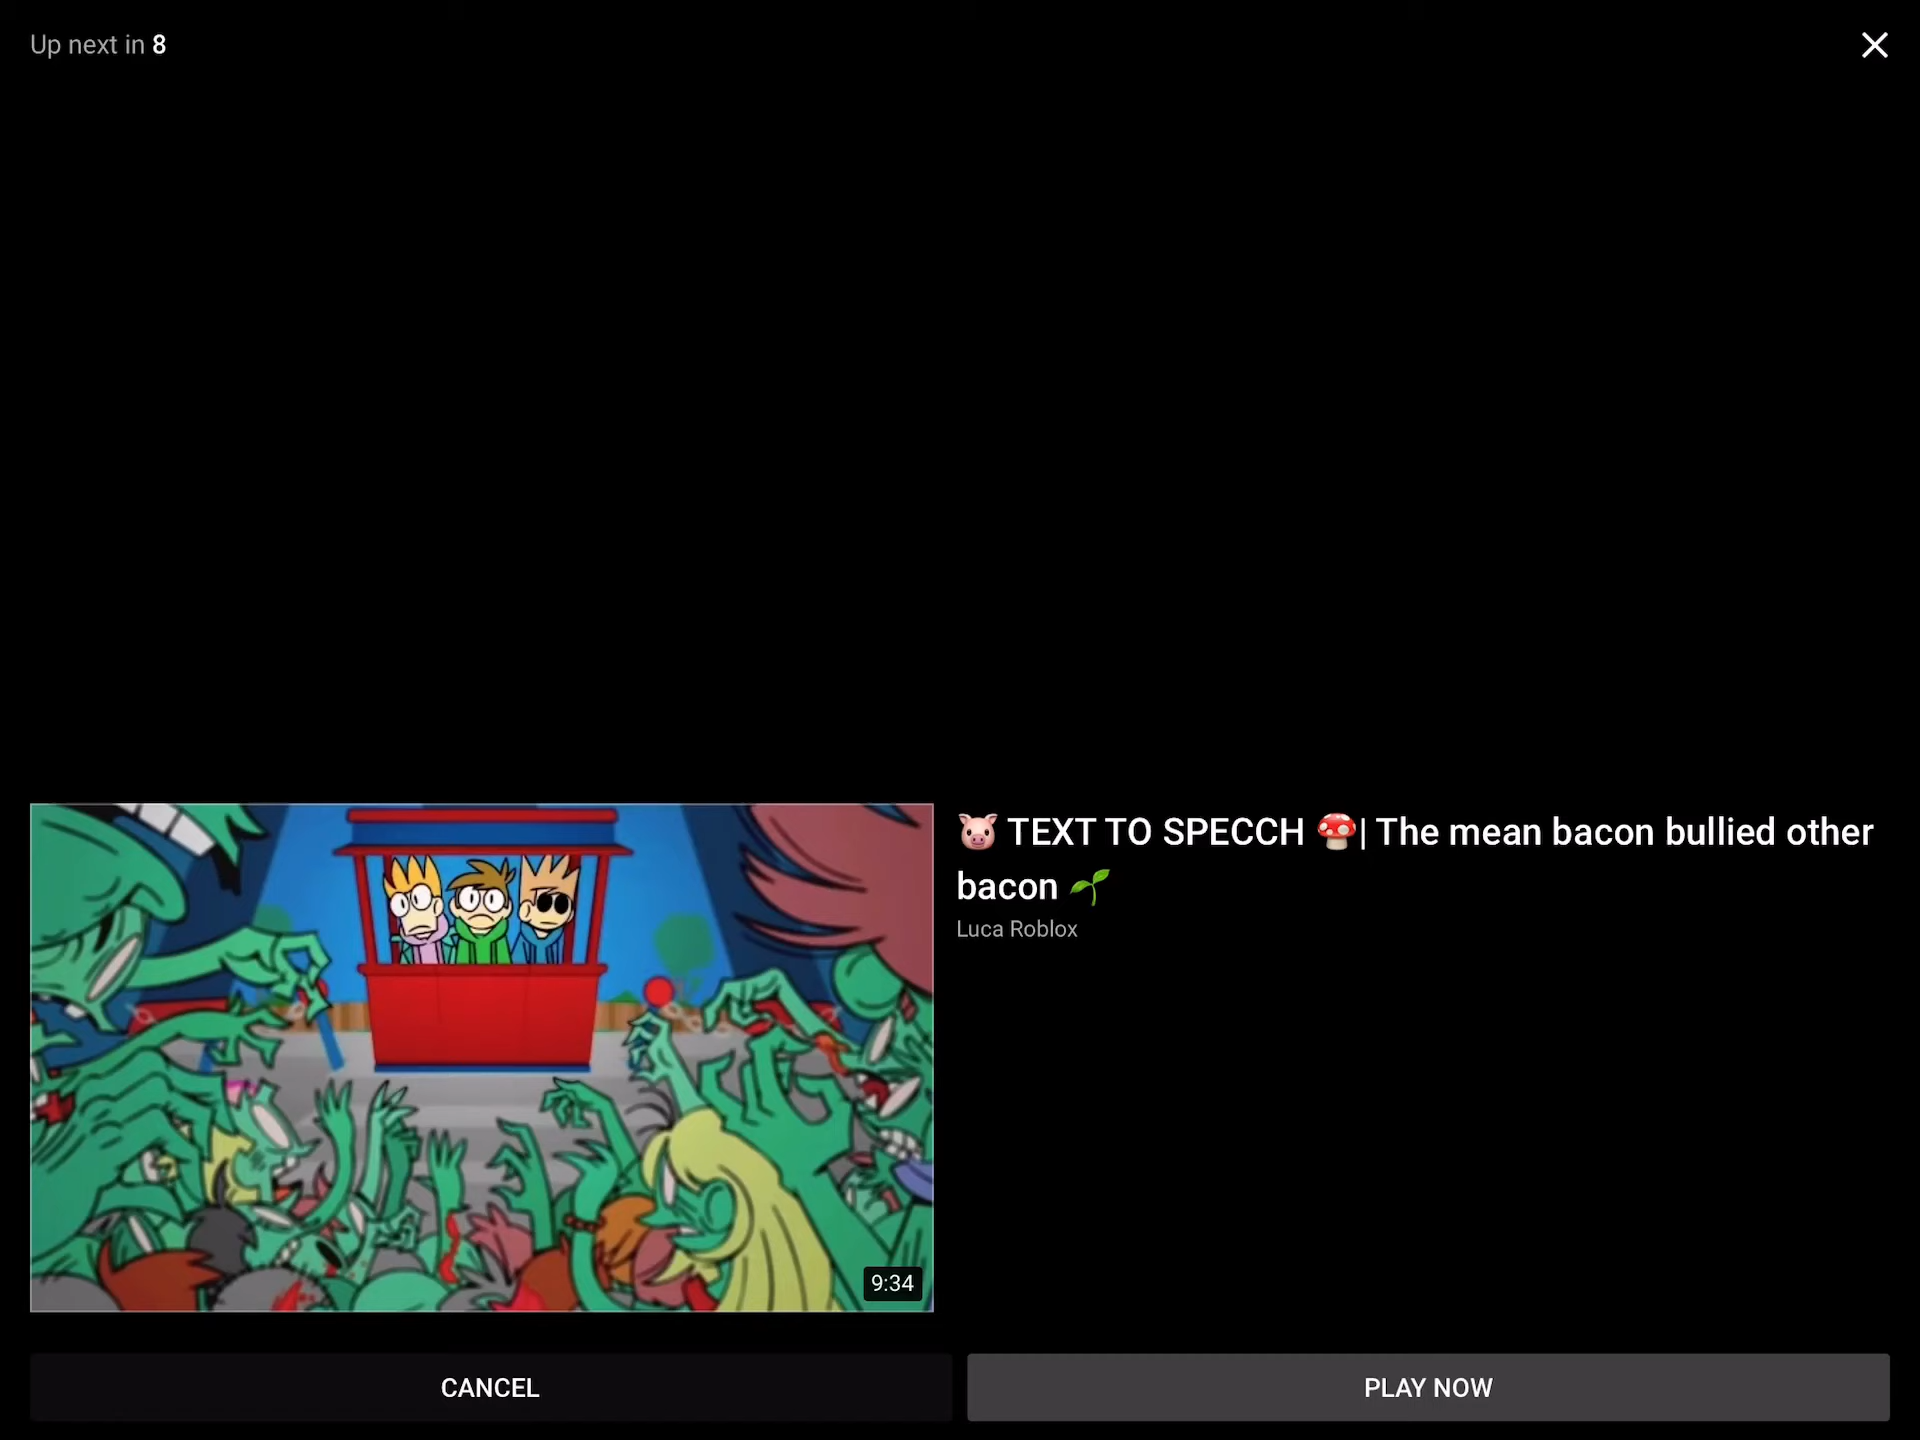 Up next in 8
🐷 TEXT TO SPECCH 🍄| The mean bacon bullied other
bacon 🌱
Luca Roblox
9:34
CANCEL
PLAY NOW